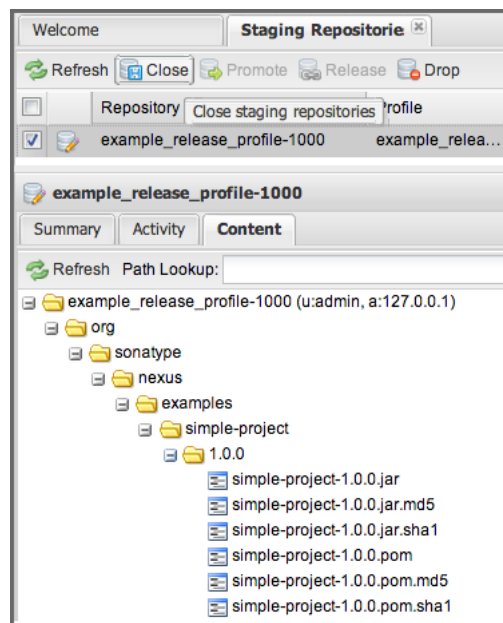 Welcome Staging Repositorie
Refresh Close Promote Release Drop
Repository Profile
Close staging repositories
example_release_profile-1000 example_relea...
example_release_profile-1000
Summary Activity Content
Refresh Path Lookup:
example_release_profile-1000 (u:admin, a:127.0.0.1)
org
sonatype
nexus
examples
simple-project
1.0.0
simple-project-1.0.0.jar
simple-project-1.0.0.jar.md5
simple-project-1.0.0.jar.sha1
simple-project-1.0.0.pom
simple-project-1.0.0.pom.md5
simple-project-1.0.0.pom.sha1